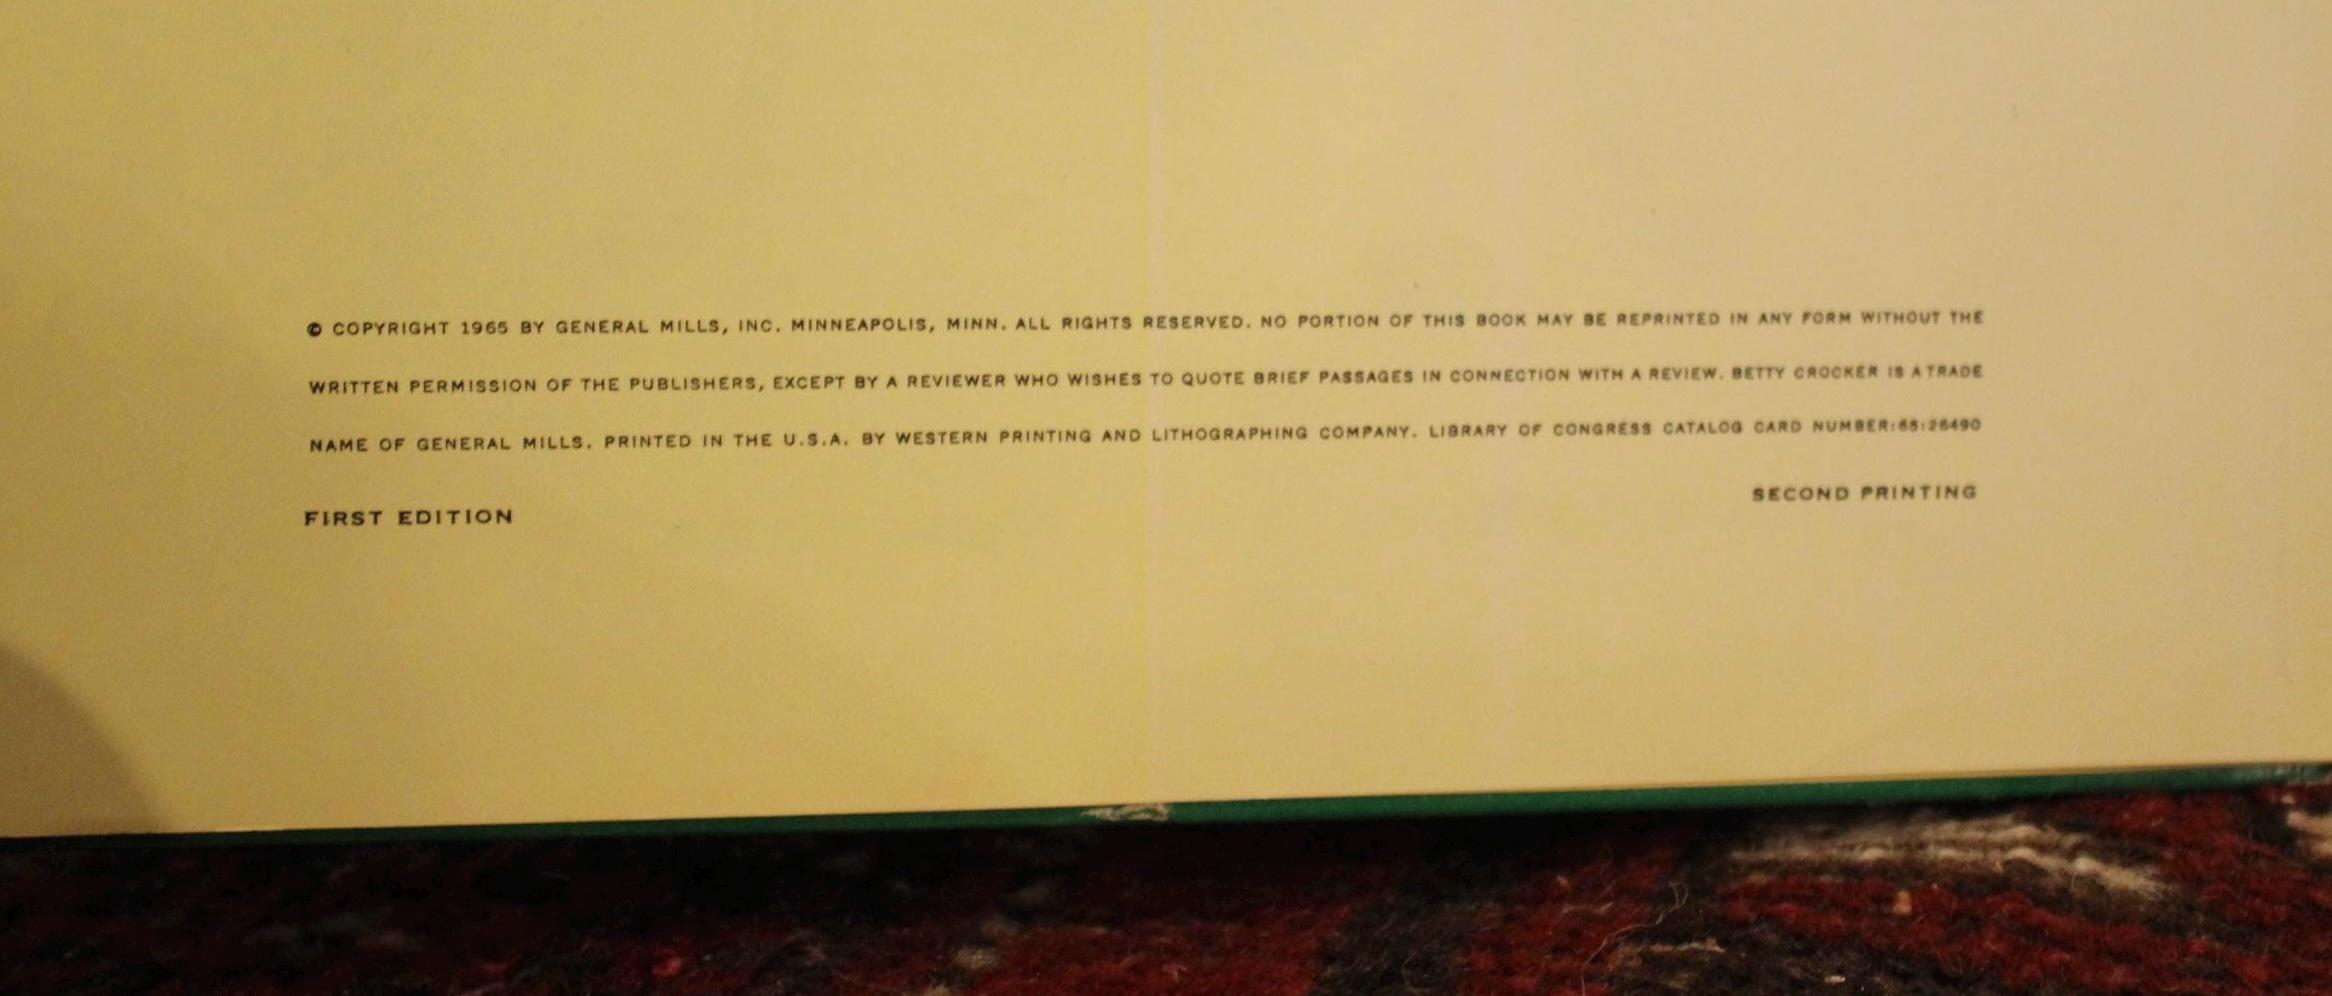 © COPYRIGHT 1965 BY GENERAL MILLS, INC. MINNEAPOLIS, MINN. ALL RIGHTS RESERVED. NO PORTION OF THIS BOOK MAY BE REPRINTED IN ANY FORM WITHOUT THE
WRITTEN PERMISSION OF THE PUBLISHERS, EXCEPT BY A REVIEWER WHO WISHES TO QUOTE BRIEF PASSAGES IN CONNECTION WITH A REVIEW. BETTY CROCKER IS A TRADE
NAME OF GENERAL MILLS. PRINTED IN THE U.S.A. BY WESTERN PRINTING AND LITHOGRAPHING COMPANY. LIBRARY OF CONGRESS CATALOG CARD NUMBER:65:26490
FIRST EDITION
SECOND PRINTING